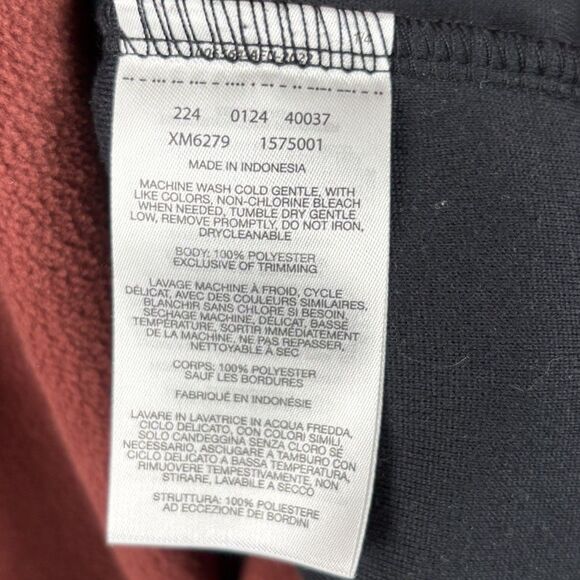 224 0124 40037
XM6279 1575001
MADE IN INDONESIA
MACHINE WASH COLD GENTLE, WITH
LIKE COLORS, NON-CHLORINE BLEACH
WHEN NEEDED, TUMBLE DRY GENTLE
LOW, REMOVE PROMPTLY, DO NOT IRON,
DRYCLEANABLE
BODY: 100% POLYESTER
EXCLUSIVE OF TRIMMING
LAVAGE MACHINE À FROID, CYCLE
DÉLICAT, AVEC DES COULEURS SIMILAIRES,
BLANCHIR SANS CHLORE SI BESOIN,
SÉCHAGE MACHINE, DÉLICAT, BASSE
TEMPÉRATURE, SORTIR IMMÉDIATEMENT
DE LA MACHINE, NE PAS REPASSER,
NETTOYABLE À SEC
CORPS: 100% POLYESTER
SAUF LES BORDURES
FABRIQUÉ EN INDONÉSIE
LAVARE IN LAVATRICE IN ACQUA FREDDA,
CICLO DELICATO, CON COLORI SIMILI,
SOLO CANDEGGINA SENZA CLORO SE
NECESSARIO, ASCIUGARE A TAMBURO CON
CICLO DELICATO A BASSA TEMPERATURA,
RIMUOVERE TEMPESTIVAMENTE, NON
STIRARE, LAVABILE A SECCO
STRUTTURA: 100% POLIESTERE
AD ECCEZIONE DEI BORDINI